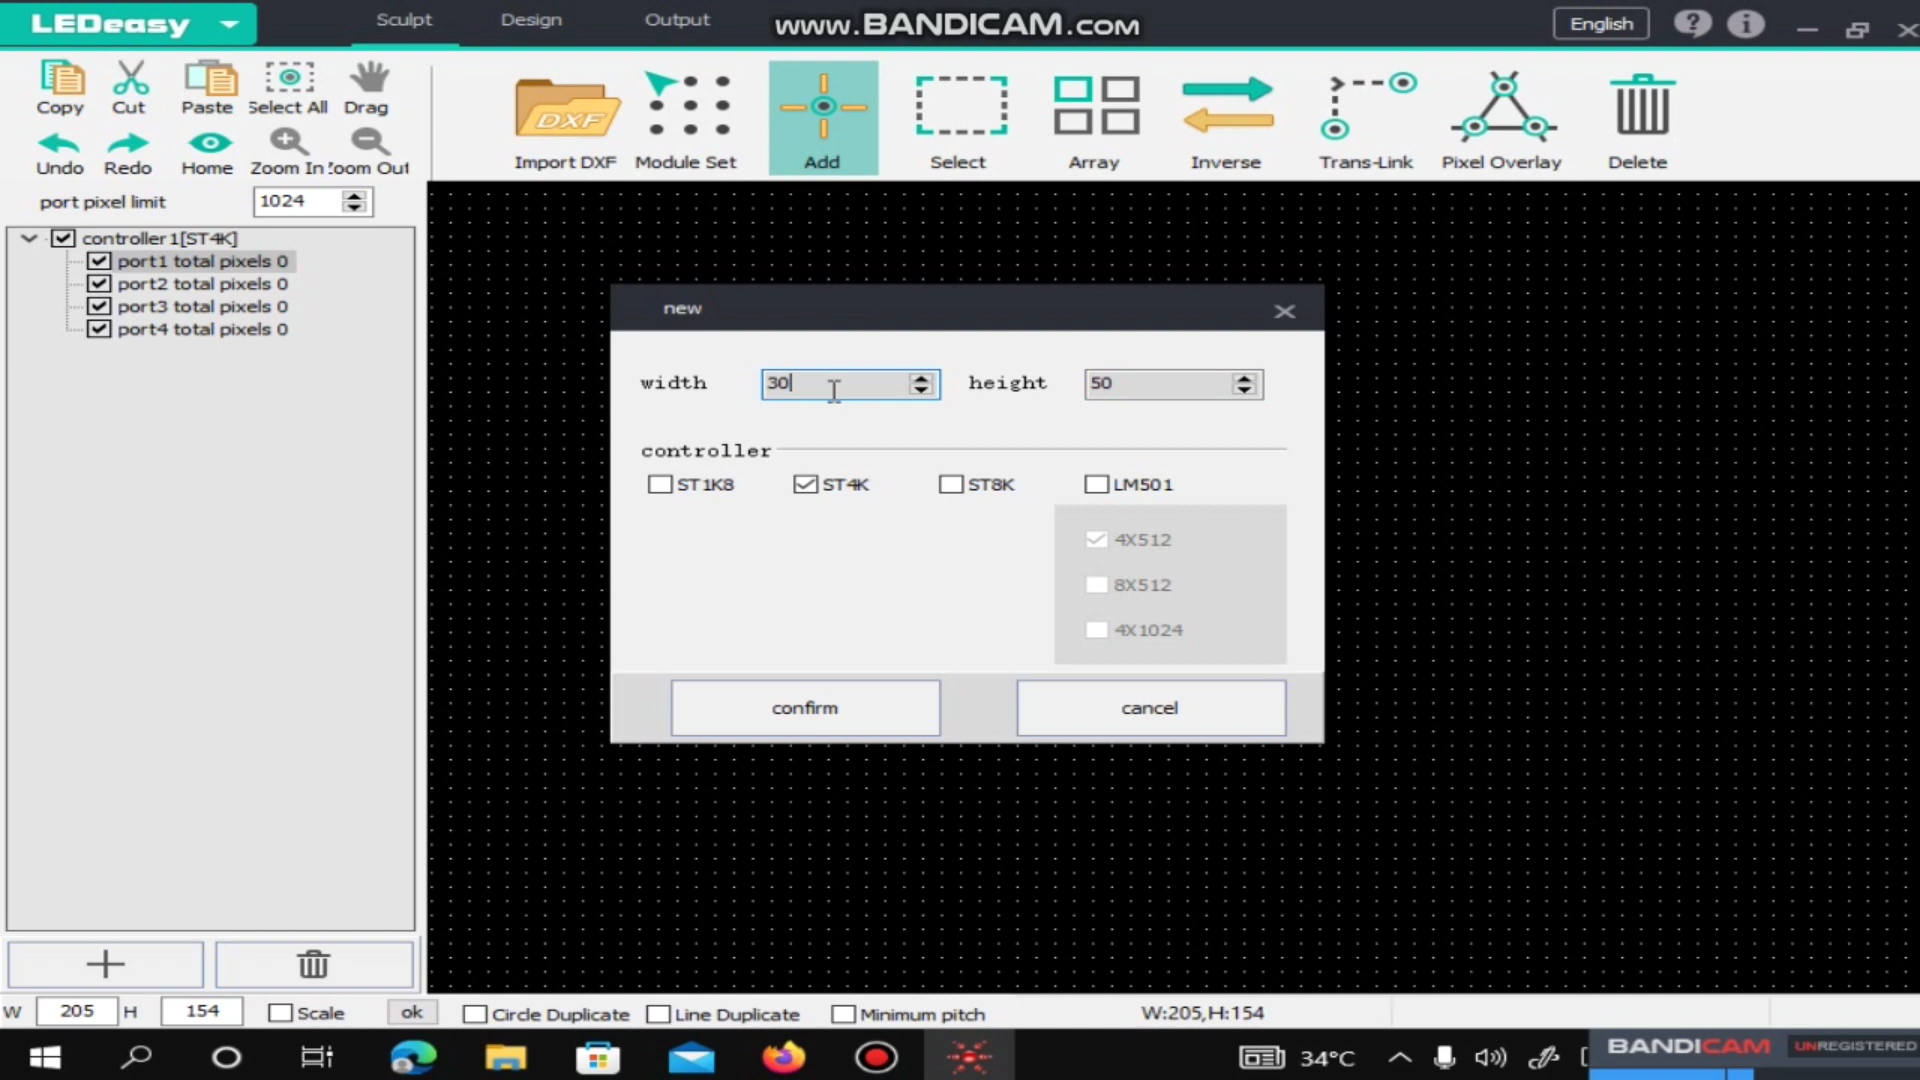 LEDeasy
Sculpt
Design
Output
www.BANDICAM.com
English
Copy
Cut
Paste
Select All
Drag
Undo
Redo
Home
Zoom In
Zoom Out
Import DXF
DXF
Module Set
Add
Select
Array
Inverse
Trans-Link
Pixel Overlay
Delete
port pixel limit
1024
controller1[ST4K]
port1 total pixels 0
port2 total pixels 0
port3 total pixels 0
port4 total pixels 0
new
width
30
height
50
controller
ST1K8
ST4K
ST8K
LM501
4X512
8X512
4X1024
confirm
cancel
W
205
H
154
Scale
ok
Circle Duplicate
Line Duplicate
Minimum pitch
W:205,H:154
34°C
BANDICAM
UNREGISTERED